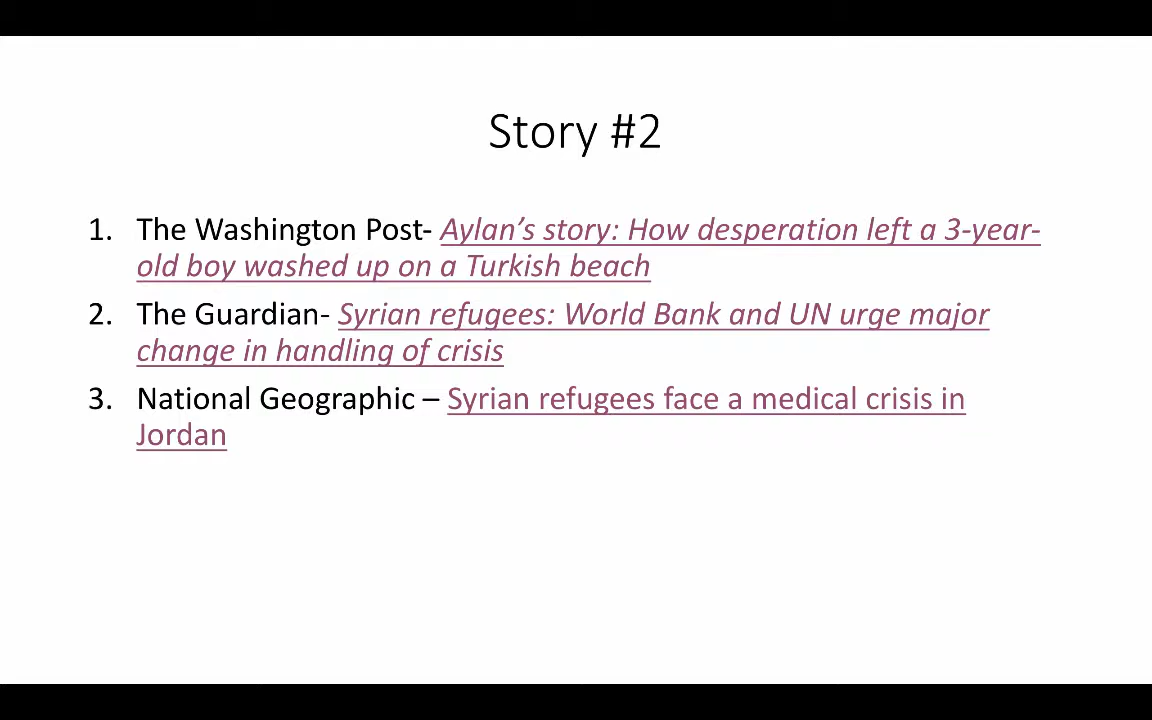 Story #2
1. The Washington Post- Aylan’s story: How desperation left a 3-year-
old boy washed up on a Turkish beach
2. The Guardian- Syrian refugees: World Bank and UN urge major
change in handling of crisis
3. National Geographic – Syrian refugees face a medical crisis in
Jordan